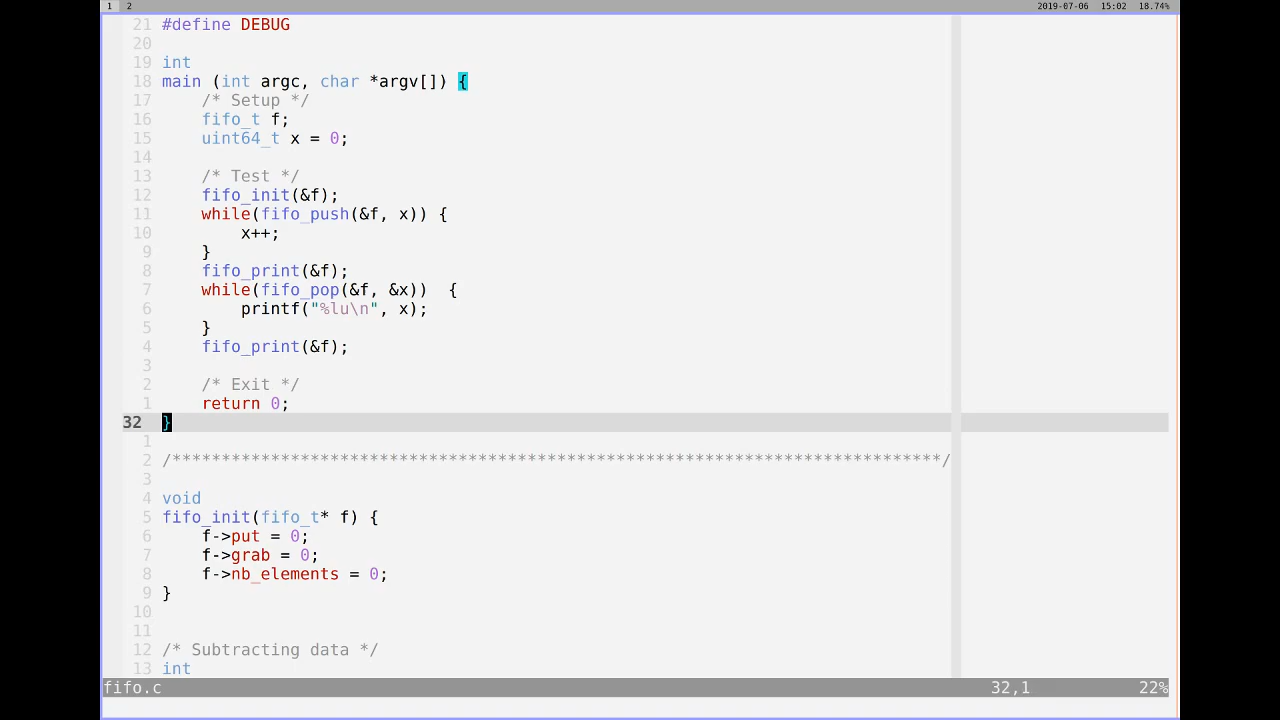 1 2 2019-07-06 15:02 18.74%
21 #define DEBUG
20
19 int
18 main (int argc, char *argv[]) {
17     /* Setup */
16     fifo_t f;
15     uint64_t x = 0;
14
13     /* Test */
12     fifo_init(&f);
11     while(fifo_push(&f, x)) {
10         x++;
9     }
8     fifo_print(&f);
7     while(fifo_pop(&f, &x))  {
6         printf("%lu\n", x);
5     }
4     fifo_print(&f);
3
2     /* Exit */
1     return 0;
32 }
1
2 /******************************************************************************/
3
4 void
5 fifo_init(fifo_t* f) {
6     f->put = 0;
7     f->grab = 0;
8     f->nb_elements = 0;
9 }
10
11
12 /* Subtracting data */
13 int
fifo.c 32,1 22%